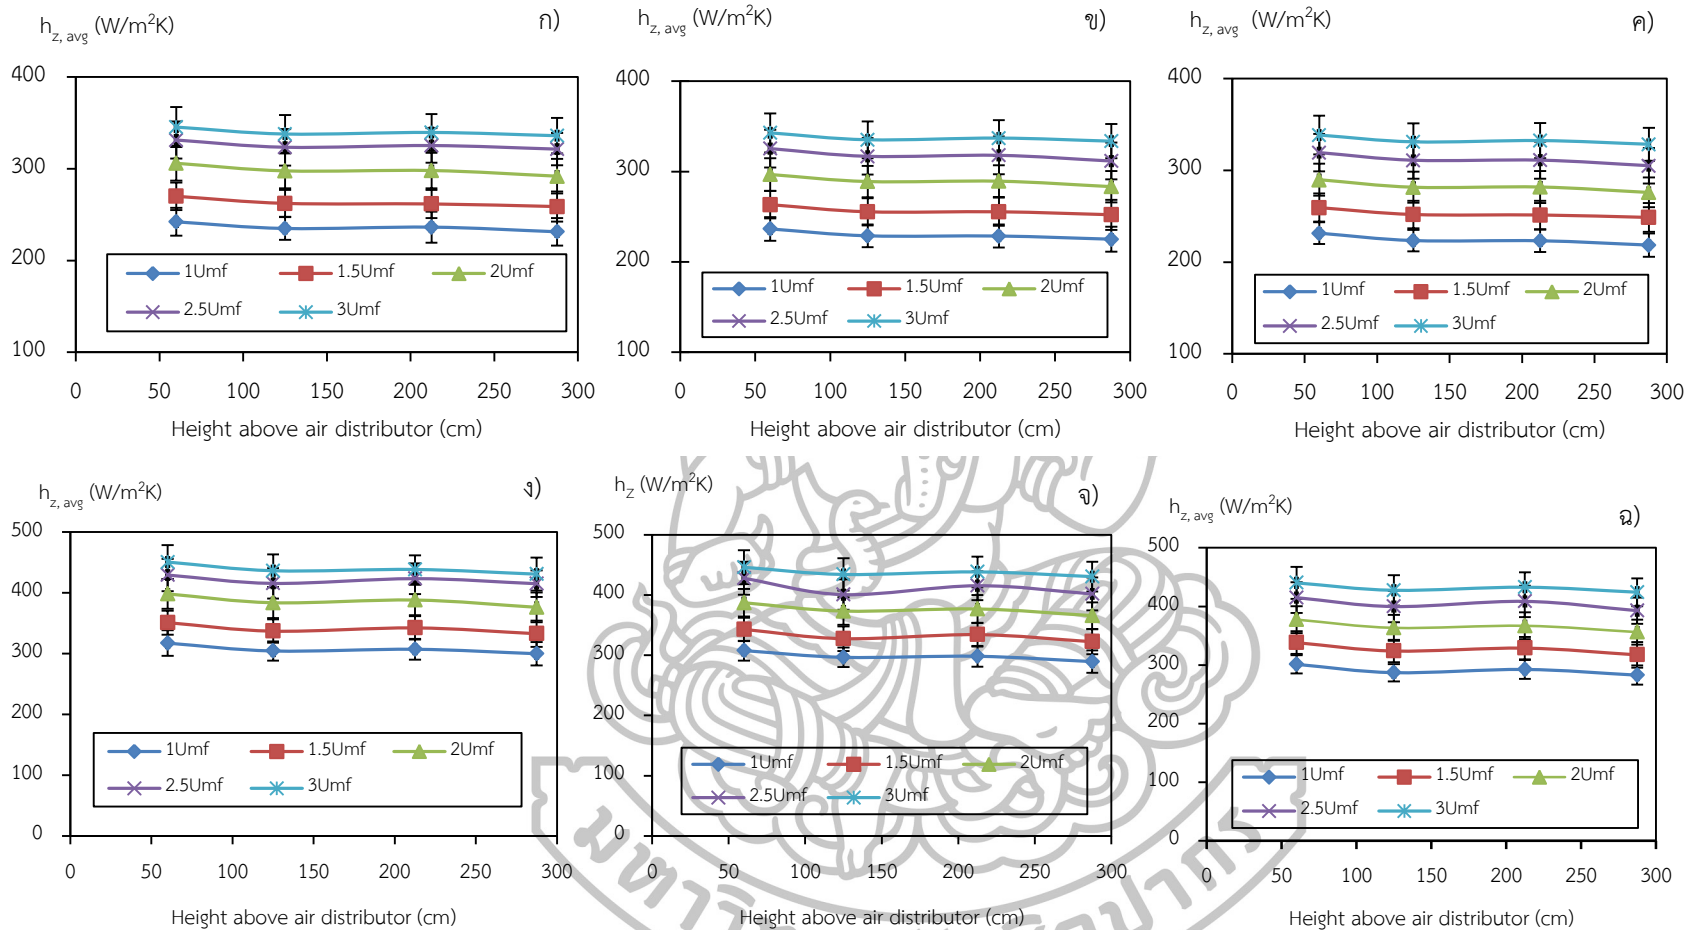 h_z, avg (W/m²K) ก)
400
300
200
100
1Umf 1.5Umf 2Umf
2.5Umf 3Umf
0 50 100 150 200 250 300
Height above air distributor (cm)
h_z, avg (W/m²K) ข)
400
300
200
100
1Umf 1.5Umf 2Umf
2.5Umf 3Umf
0 50 100 150 200 250 300
Height above air distributor (cm)
h_z, avg (W/m²K) ค)
400
300
200
100
1Umf 1.5Umf 2Umf
2.5Umf 3Umf
0 50 100 150 200 250 300
Height above air distributor (cm)
h_z, avg (W/m²K) ง)
500
400
300
200
100
0
1Umf 1.5Umf 2Umf
2.5Umf 3Umf
0 50 100 150 200 250 300
Height above air distributor (cm)
h_z (W/m²K) จ)
500
400
300
200
100
0
1Umf 1.5Umf 2Umf
2.5Umf 3Umf
0 50 100 150 200 250 300
Height above air distributor (cm)
h_z, avg (W/m²K) ฉ)
500
400
300
200
100
0
1Umf 1.5Umf 2Umf
2.5Umf 3Umf
0 50 100 150 200 250 300
Height above air distributor (cm)